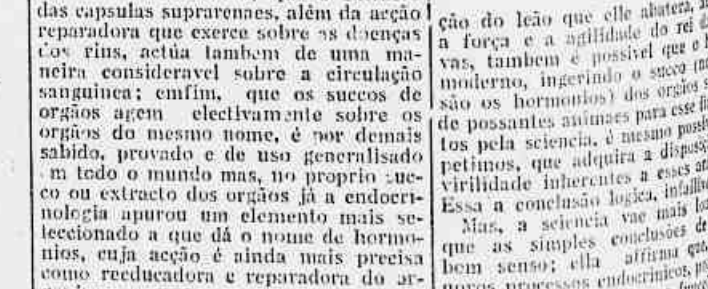 das capsulas suprarenaes, além da acção
reparadora que exerce sobre as doenças
dos rins, actúa tambem de uma ma-
neira consideravel sobre a circulação
sanguinea; emfim, que os succos de
orgãos agem electivamente sobre os
orgãos do mesmo nome, é por demais
sabido, provado e de uso generalisado
em todo o mundo mas, no proprio suc-
co ou extracto dos orgãos já a endocri-
nologia apurou um elemento mais se-
leccionado a que dá o nome de hormo-
nios, cuja acção é ainda mais precisa
como reeducadora e reparadora do or-
ção do leão que elle abatera,
a força e a agilidade do rei
vas, tambem é possivel que o
moderno, ingerindo o succo
são os hormonios) dos orgãos
de possantes animaes para esse
tos pela sciencia, é mesmo
petimos, que adquira a
virilidade inherentes a esses
Essa a conclusão logica,
Mas, a sciencia vae mais
que as simples conclusões de
bom senso; ella affirma que,
novos processos endocrinicos,